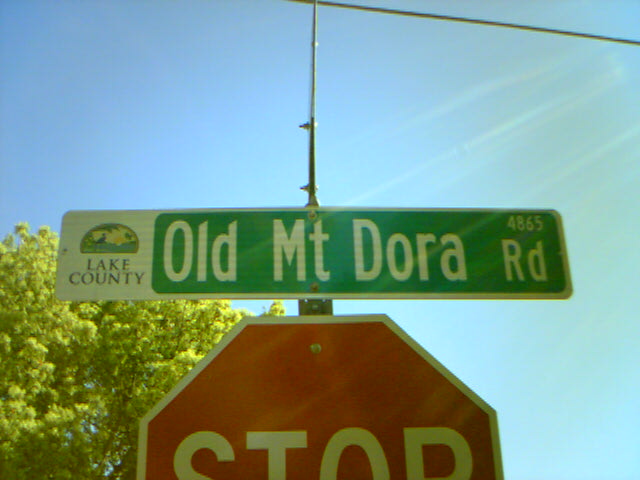 LAKE
COUNTY
Old Mt Dora Rd
4865
STOP